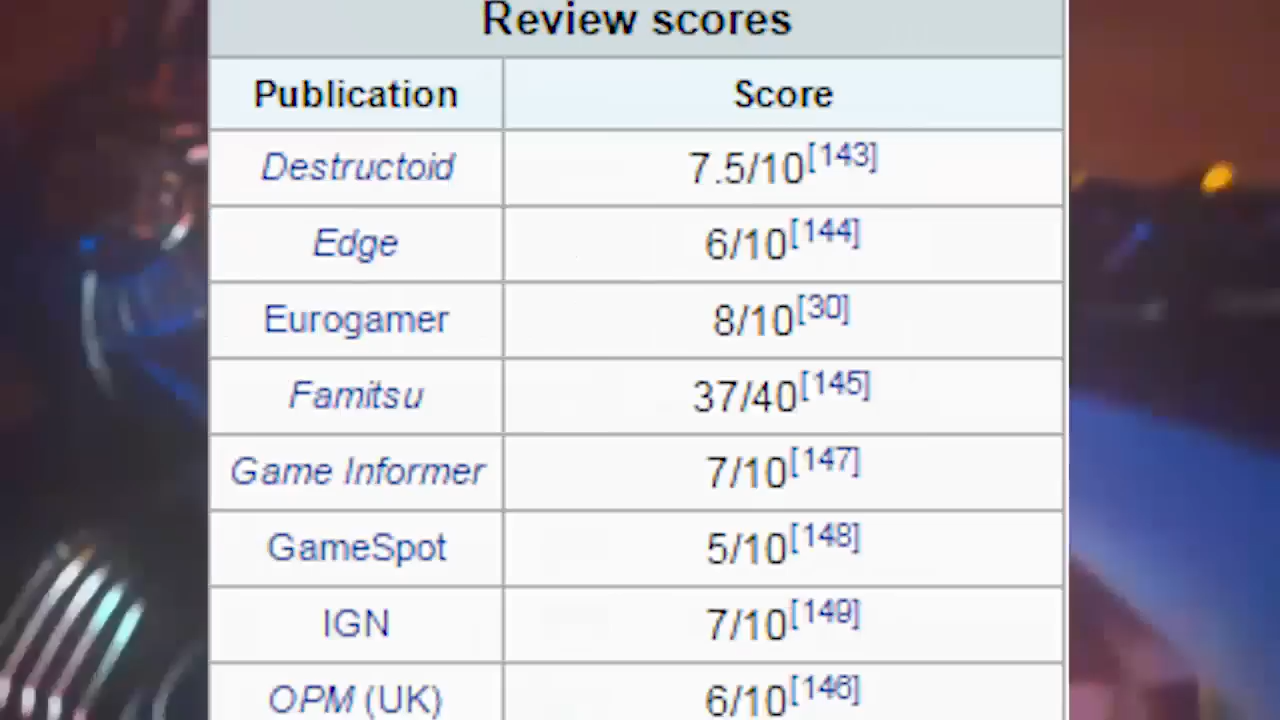 Review scores
Publication Score
Destructoid 7.5/10[143]
Edge 6/10[144]
Eurogamer 8/10[30]
Famitsu 37/40[145]
Game Informer 7/10[147]
GameSpot 5/10[148]
IGN 7/10[149]
OPM (UK) 6/10[146]